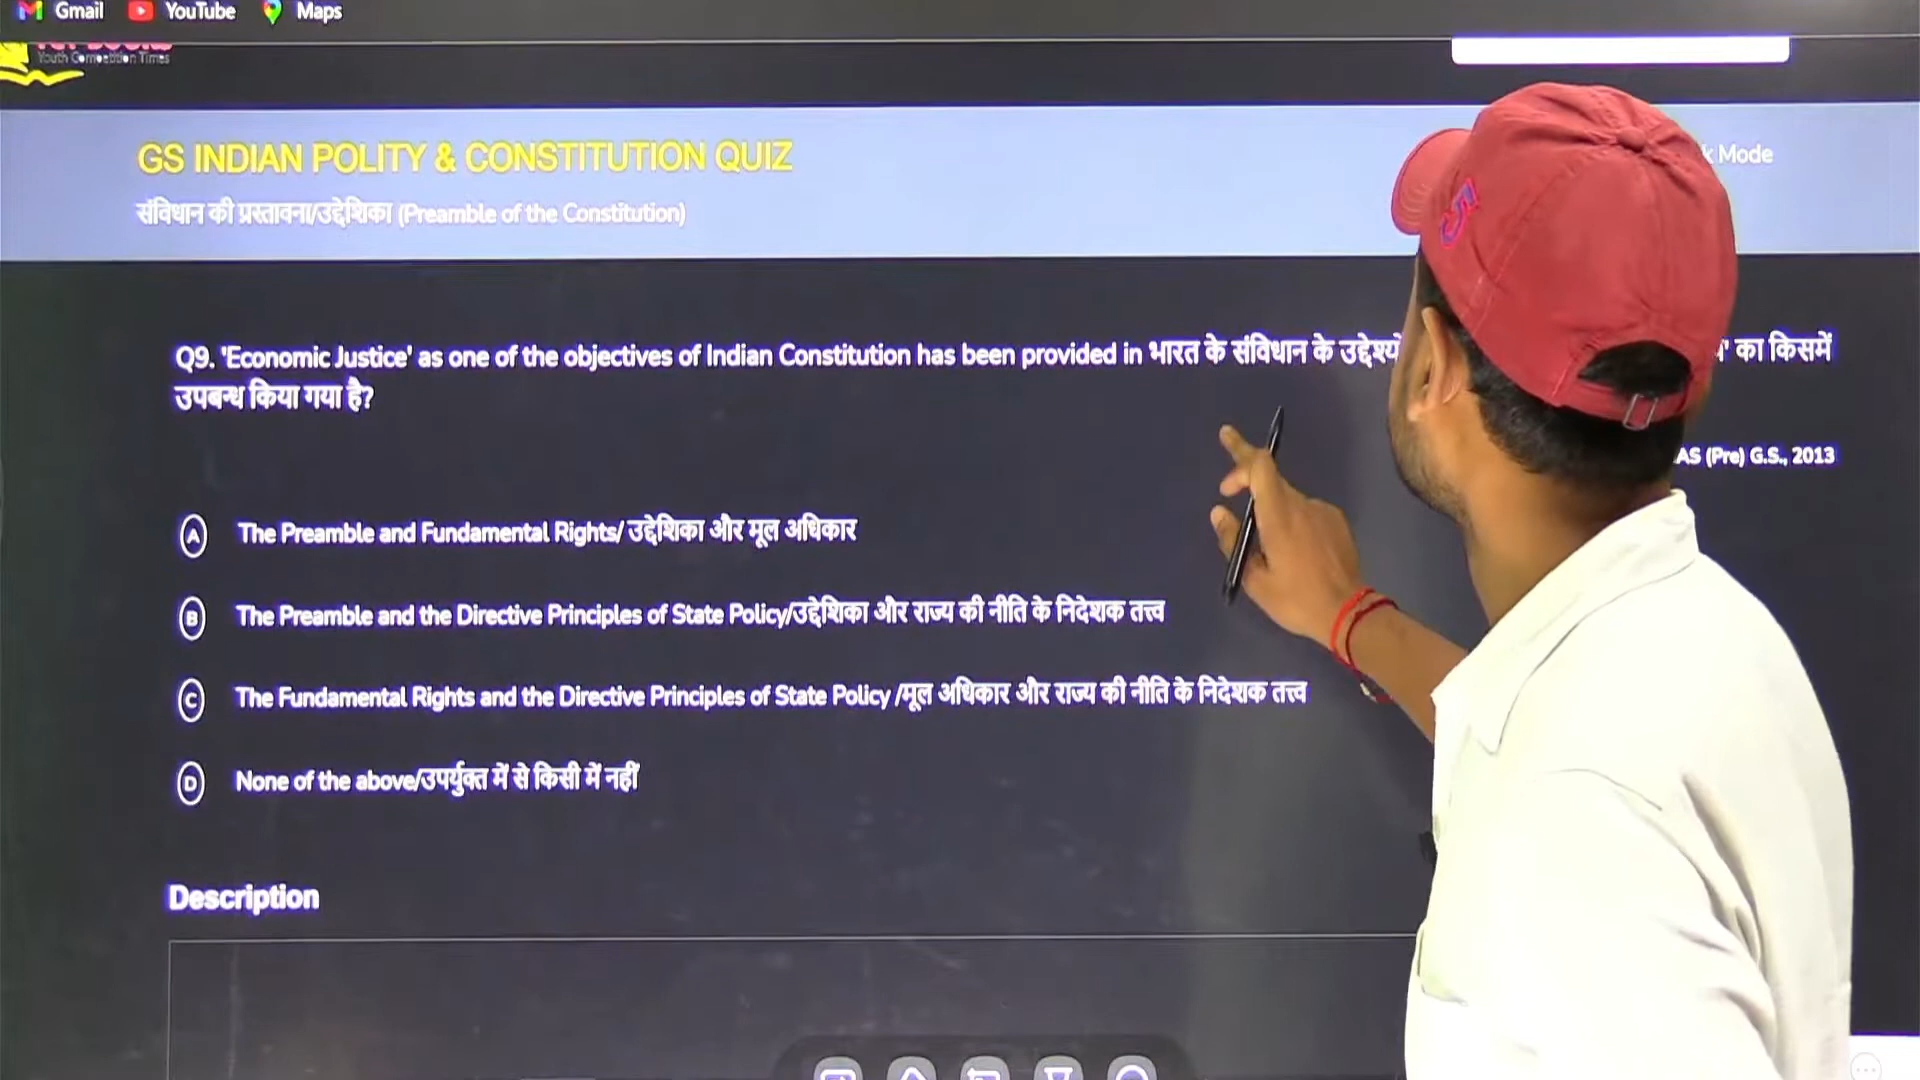 Gmail YouTube Maps
Youth Competition Times
GS INDIAN POLITY & CONSTITUTION QUIZ
Mode
संविधान की प्रस्तावना/उद्देशिका (Preamble of the Constitution)
Q9. 'Economic Justice' as one of the objectives of Indian Constitution has been provided in भारत के संविधान के उद्देश्यों का किसमें
उपबन्ध किया गया है?
AS (Pre) G.S., 2013
A The Preamble and Fundamental Rights/ उद्देशिका और मूल अधिकार
B The Preamble and the Directive Principles of State Policy/उद्देशिका और राज्य की नीति के निदेशक तत्त्व
C The Fundamental Rights and the Directive Principles of State Policy /मूल अधिकार और राज्य की नीति के निदेशक तत्त्व
D None of the above/उपर्युक्त में से किसी में नहीं
Description
5